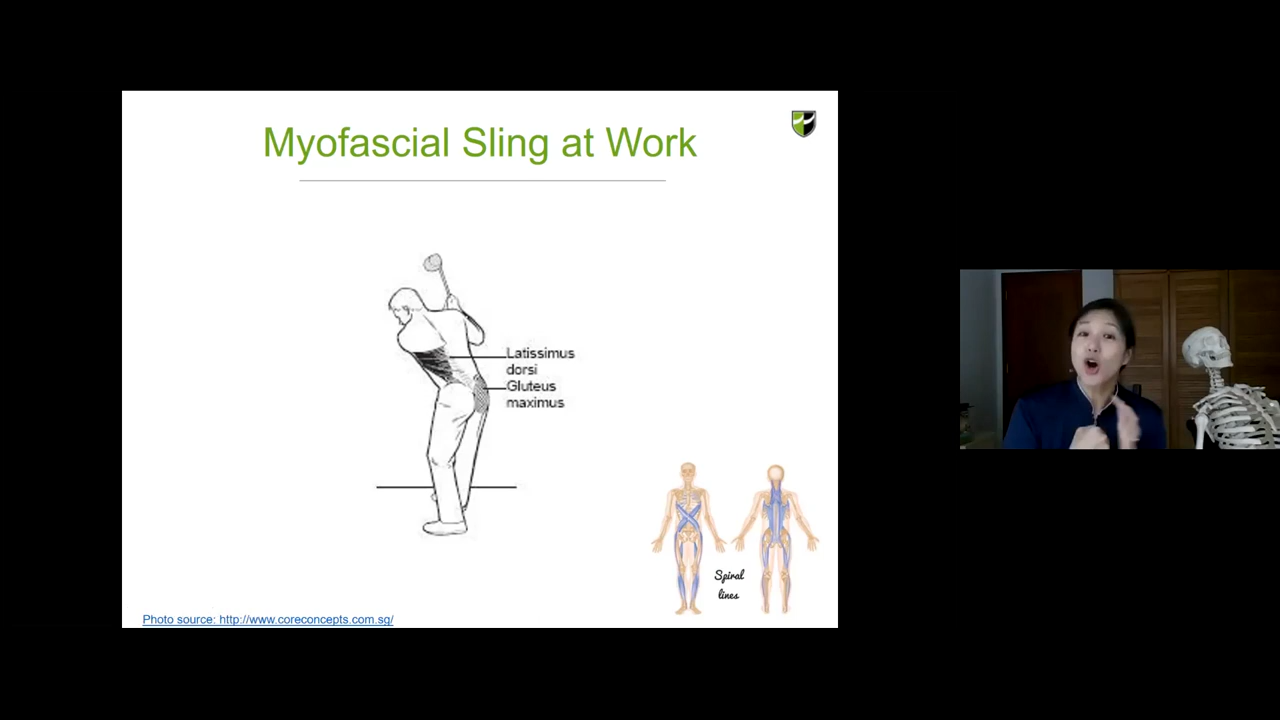 Myofascial Sling at Work
Latissimus
dorsi
Gluteus
maximus
Spiral
lines
Photo source: http://www.coreconcepts.com.sg/